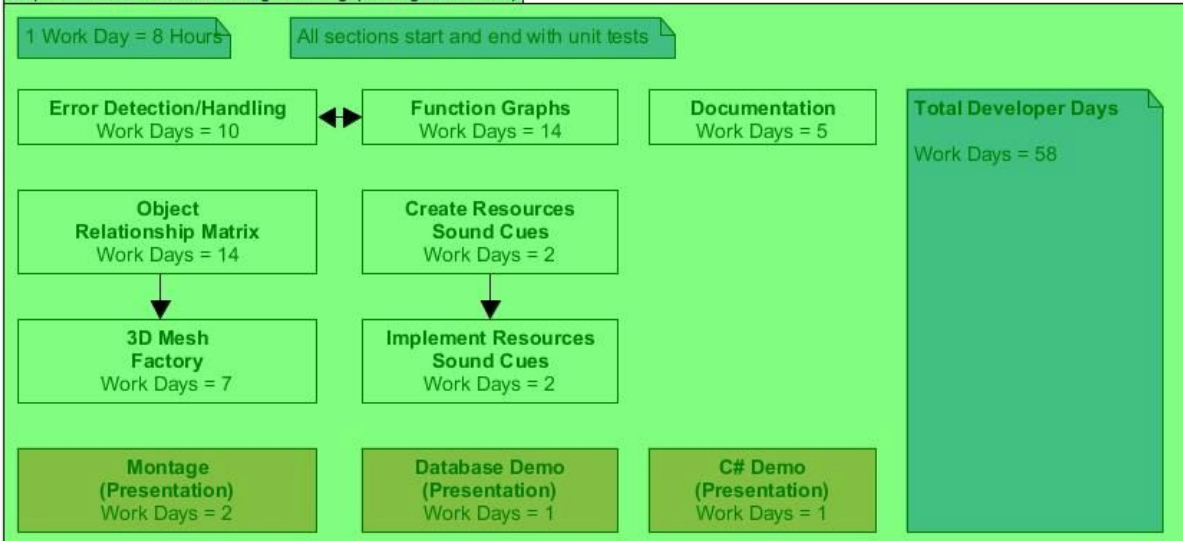 1 Work Day = 8 Hours
All sections start and end with unit tests
Error Detection/Handling
Work Days = 10
Function Graphs
Work Days = 14
Documentation
Work Days = 5
Total Developer Days
Work Days = 58
Object
Relationship Matrix
Work Days = 14
Create Resources
Sound Cues
Work Days = 2
3D Mesh
Factory
Work Days = 7
Implement Resources
Sound Cues
Work Days = 2
Montage
(Presentation)
Work Days = 2
Database Demo
(Presentation)
Work Days = 1
C# Demo
(Presentation)
Work Days = 1